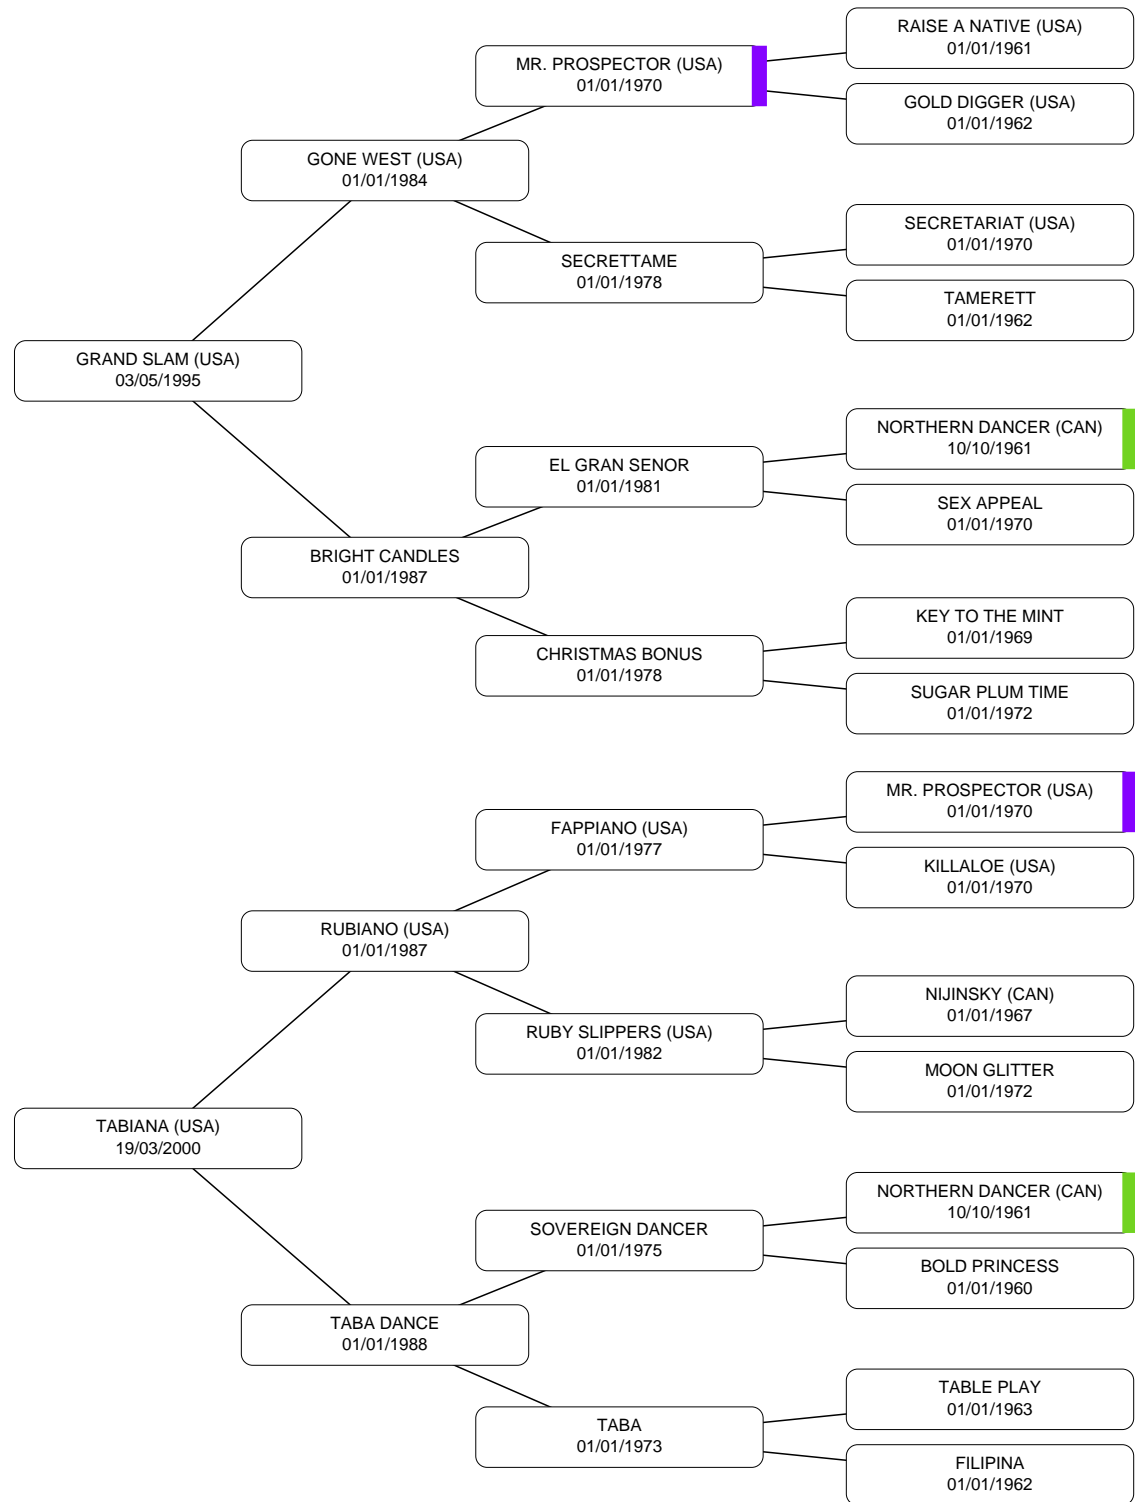 RAISE A NATIVE (USA)
01/01/1961
MR. PROSPECTOR (USA)
01/01/1970
GOLD DIGGER (USA)
01/01/1962
GONE WEST (USA)
01/01/1984
SECRETARIAT (USA)
01/01/1970
SECRETTAME
01/01/1978
TAMERETT
01/01/1962
GRAND SLAM (USA)
03/05/1995
NORTHERN DANCER (CAN)
10/10/1961
EL GRAN SENOR
01/01/1981
SEX APPEAL
01/01/1970
BRIGHT CANDLES
01/01/1987
KEY TO THE MINT
01/01/1969
CHRISTMAS BONUS
01/01/1978
SUGAR PLUM TIME
01/01/1972
MR. PROSPECTOR (USA)
01/01/1970
FAPPIANO (USA)
01/01/1977
KILLALOE (USA)
01/01/1970
RUBIANO (USA)
01/01/1987
NIJINSKY (CAN)
01/01/1967
RUBY SLIPPERS (USA)
01/01/1982
MOON GLITTER
01/01/1972
TABIANA (USA)
19/03/2000
NORTHERN DANCER (CAN)
10/10/1961
SOVEREIGN DANCER
01/01/1975
BOLD PRINCESS
01/01/1960
TABA DANCE
01/01/1988
TABLE PLAY
01/01/1963
TABA
01/01/1973
FILIPINA
01/01/1962